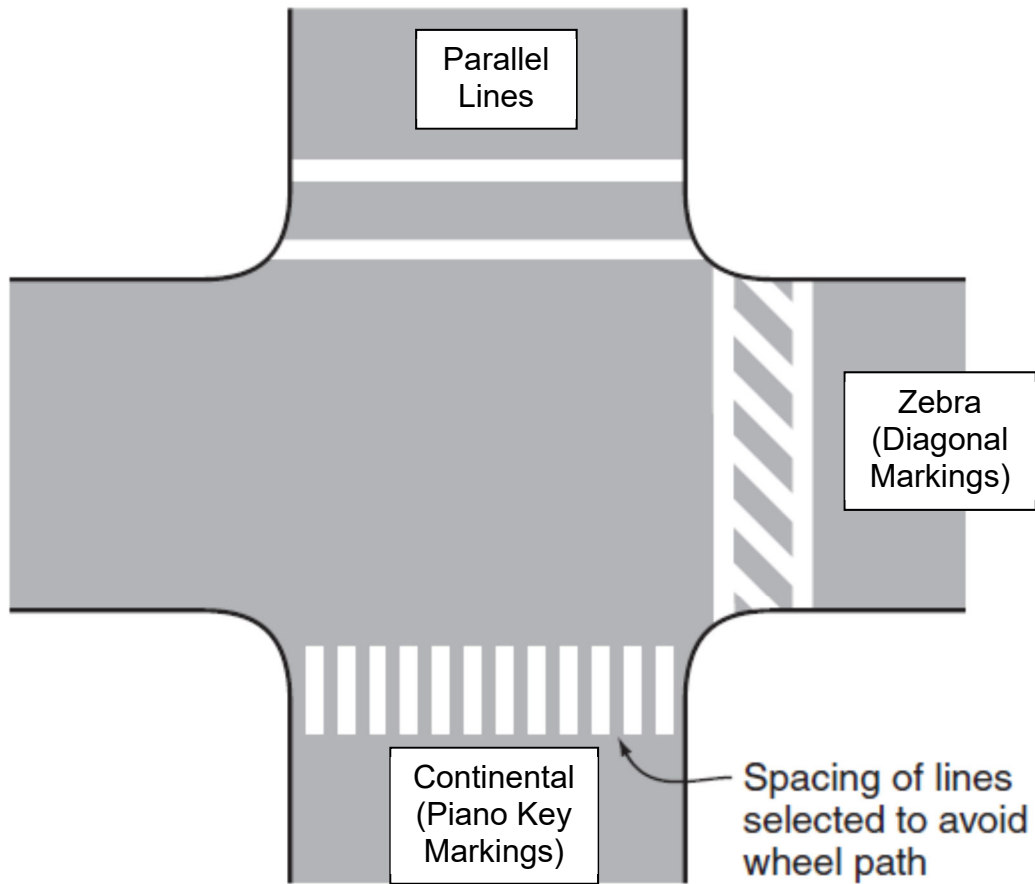 Parallel
Lines
Zebra
(Diagonal
Markings)
Continental
(Piano Key
Markings)
Spacing of lines
selected to avoid
wheel path